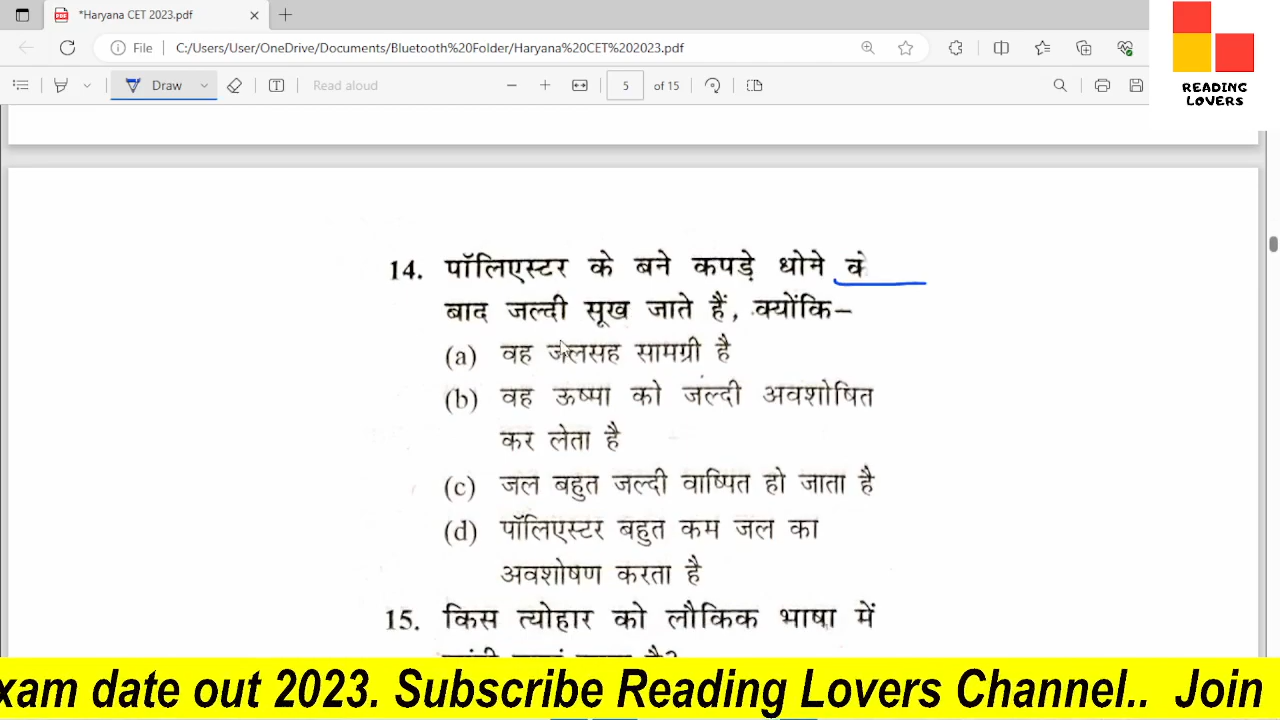 *Haryana CET 2023.pdf
File
C:/Users/User/OneDrive/Documents/Bluetooth%20Folder/Haryana%20CET%202023.pdf
Draw
Read aloud
5
of 15
READING
LOVERS
14. पॉलिएस्टर के बने कपड़े धोने के
बाद जल्दी सूख जाते हैं, क्योंकि–
(a) वह जलसह सामग्री है
(b) वह ऊष्मा को जल्दी अवशोषित
कर लेता है
(c) जल बहुत जल्दी वाष्पित हो जाता है
(d) पॉलिएस्टर बहुत कम जल का
अवशोषण करता है
15. किस त्योहार को लौकिक भाषा में
xam date out 2023. Subscribe Reading Lovers Channel.. Join